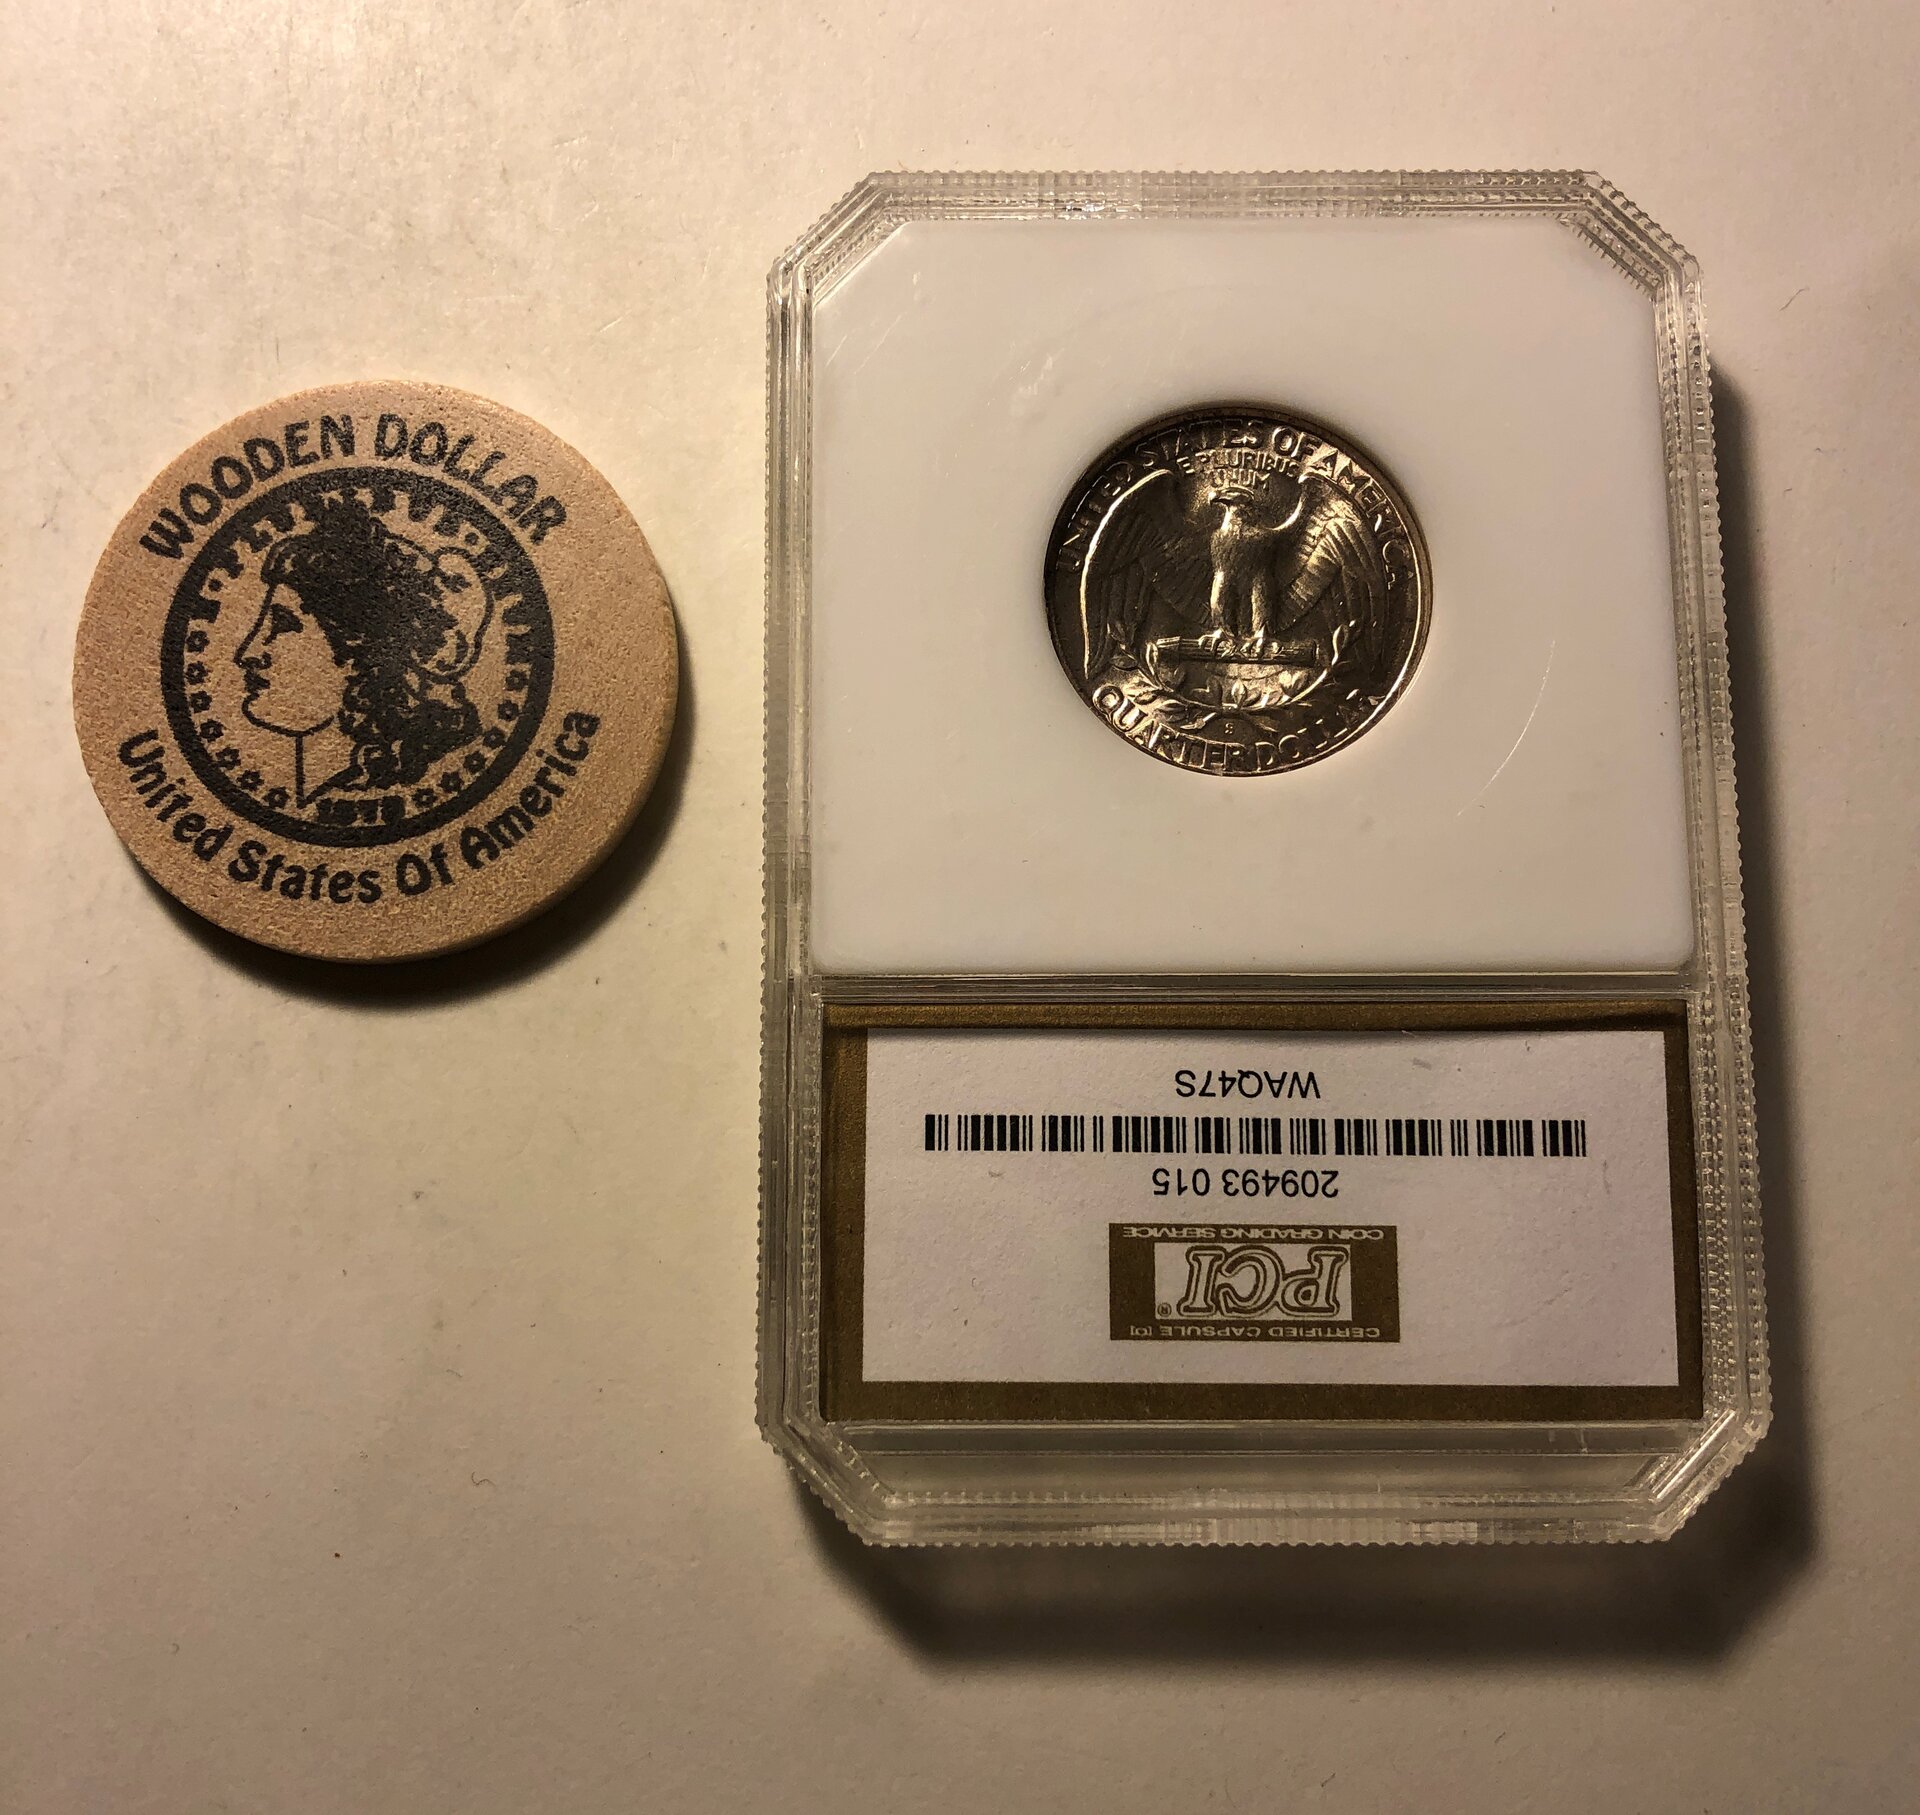 WOODEN DOLLAR
1878
United States Of America
UNITED STATES OF AMERICA
E PLURIBUS
UNUM
S
QUARTER DOLLAR
CERTIFIED CAPSULE [O]
PCI®
COIN GRADING SERVICE
209493 015
WAQ47S